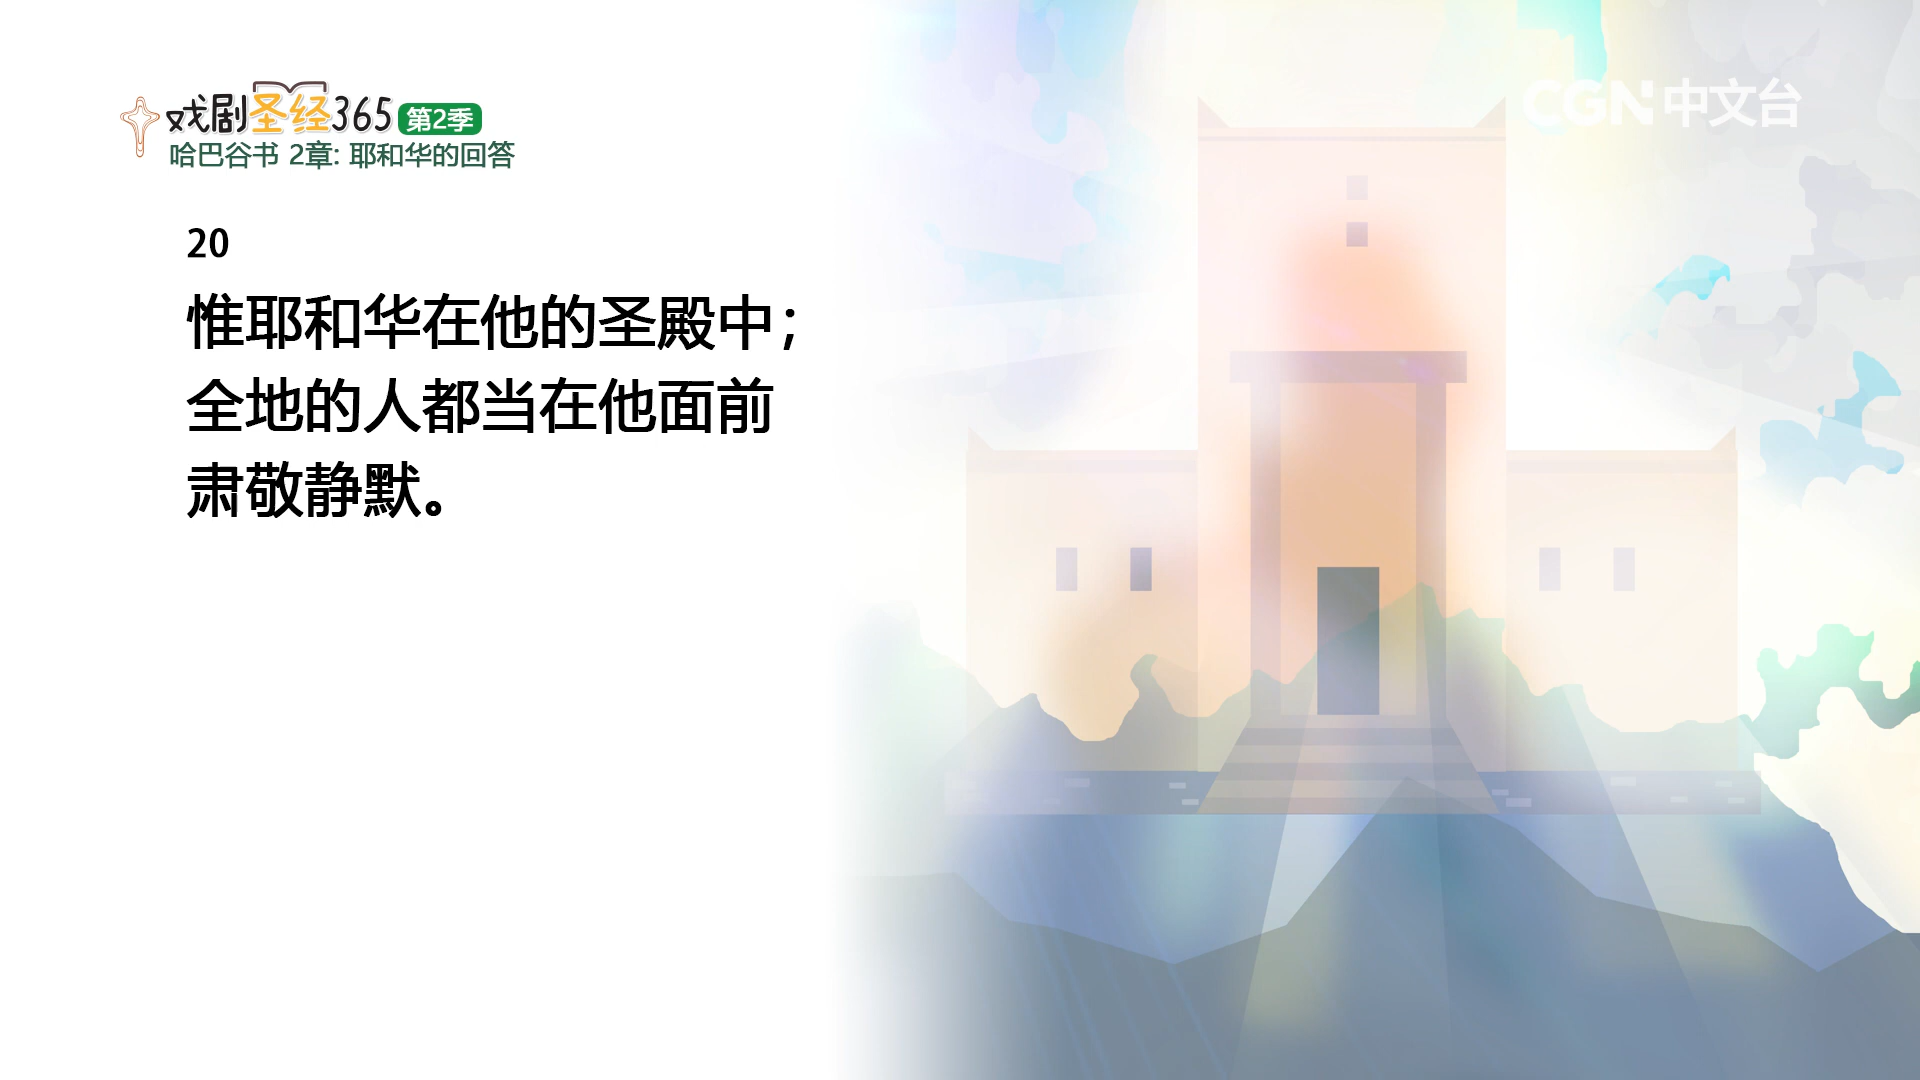 戏剧圣经365 第2季
哈巴谷书 2章: 耶和华的回答
CGN 中文台
20
惟耶和华在他的圣殿中；
全地的人都当在他面前
肃敬静默。